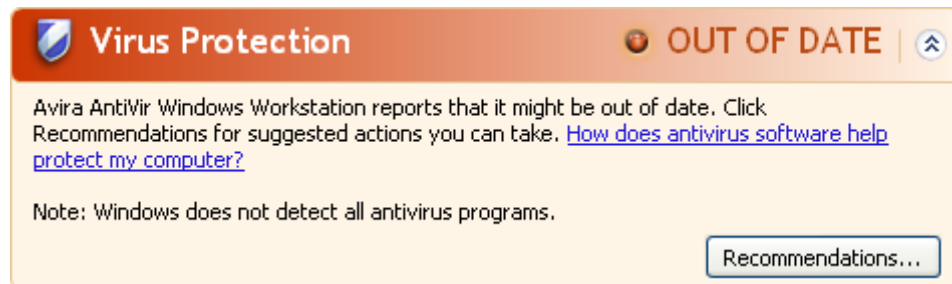 Virus Protection
OUT OF DATE
Avira AntiVir Windows Workstation reports that it might be out of date. Click
Recommendations for suggested actions you can take. How does antivirus software help
protect my computer?
Note: Windows does not detect all antivirus programs.
Recommendations...